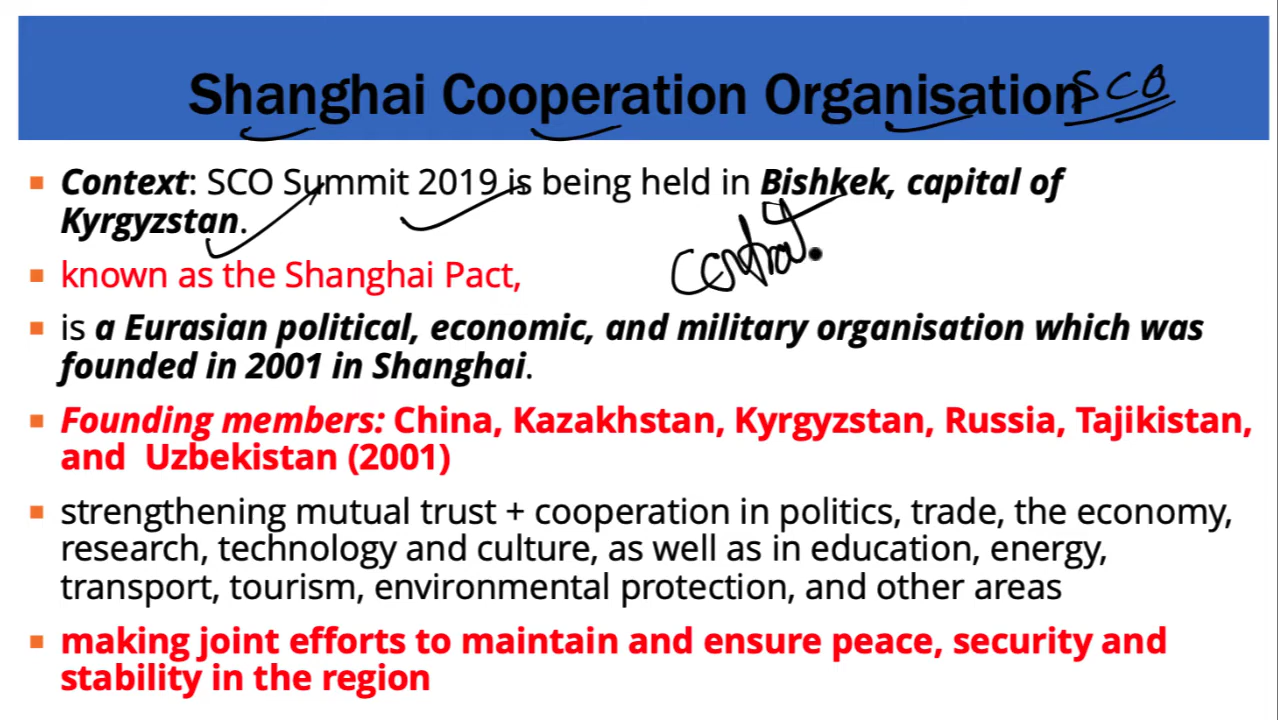 Shanghai Cooperation Organisation SCO
Context: SCO Summit 2019 is being held in Bishkek, capital of
Kyrgyzstan.
central
known as the Shanghai Pact,
is a Eurasian political, economic, and military organisation which was
founded in 2001 in Shanghai.
Founding members: China, Kazakhstan, Kyrgyzstan, Russia, Tajikistan,
and Uzbekistan (2001)
strengthening mutual trust + cooperation in politics, trade, the economy,
research, technology and culture, as well as in education, energy,
transport, tourism, environmental protection, and other areas
making joint efforts to maintain and ensure peace, security and
stability in the region